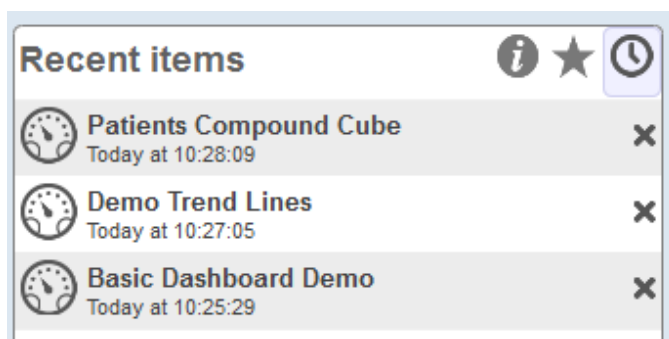 Recent items
Patients Compound Cube
Today at 10:28:09
Demo Trend Lines
Today at 10:27:05
Basic Dashboard Demo
Today at 10:25:29